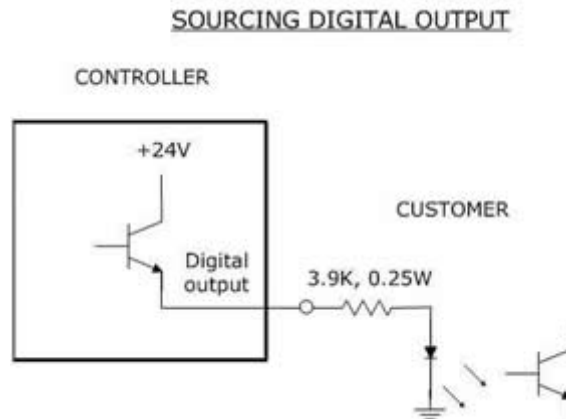 SOURCING DIGITAL OUTPUT
CONTROLLER
+24V
CUSTOMER
Digital
output
3.9K, 0.25W